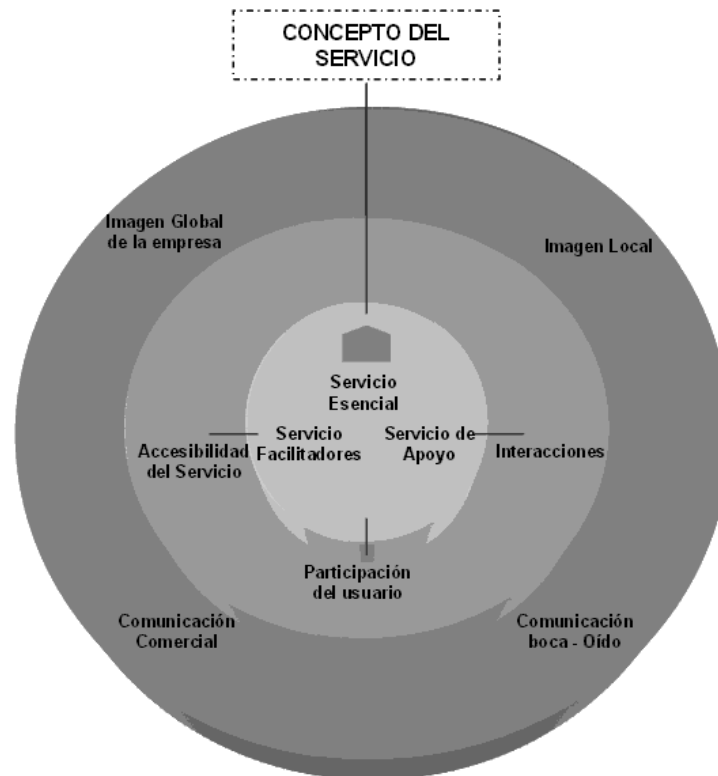 CONCEPTO DEL
SERVICIO
Imagen Global
de la empresa
Imagen Local
Servicio
Esencial
Servicio
Facilitadores
Servicio de
Apoyo
Accesibilidad
del Servicio
Interacciones
Participación
del usuario
Comunicación
Comercial
Comunicación
boca - Oído